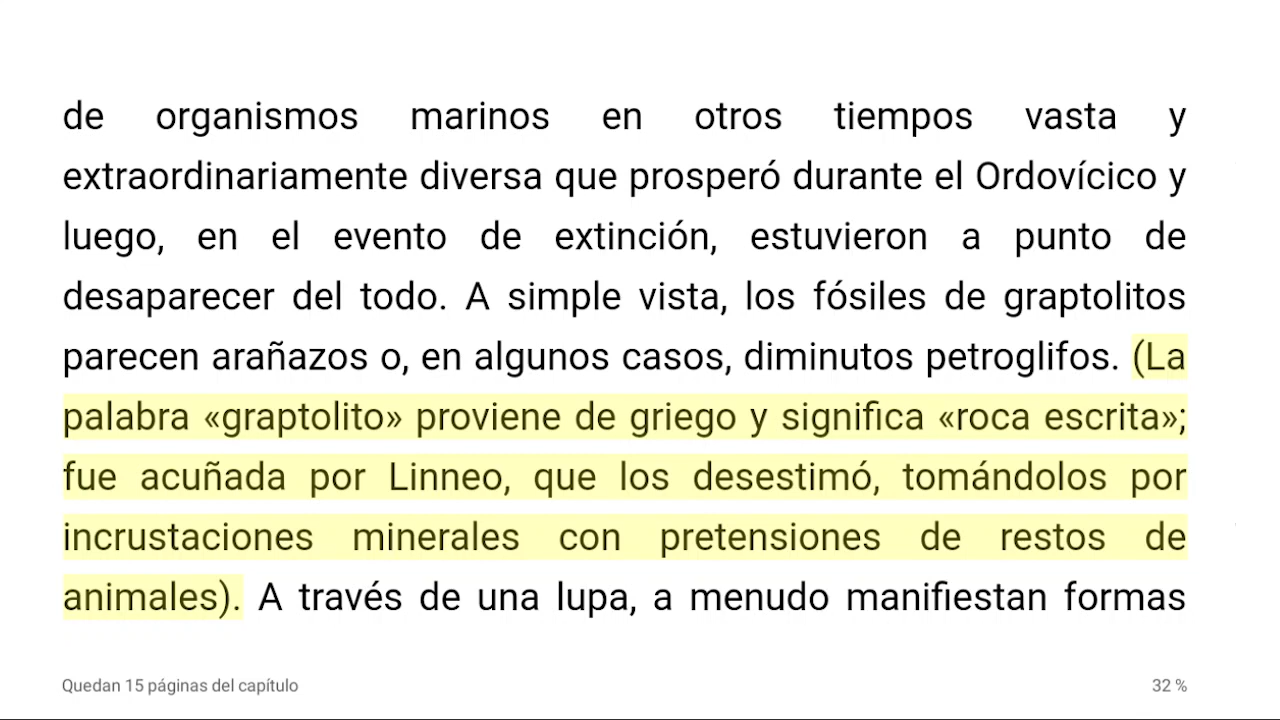 de organismos marinos en otros tiempos vasta y
extraordinariamente diversa que prosperó durante el Ordovícico y
luego, en el evento de extinción, estuvieron a punto de
desaparecer del todo. A simple vista, los fósiles de graptolitos
parecen arañazos o, en algunos casos, diminutos petroglifos. (La
palabra «graptolito» proviene de griego y significa «roca escrita»;
fue acuñada por Linneo, que los desestimó, tomándolos por
incrustaciones minerales con pretensiones de restos de
animales). A través de una lupa, a menudo manifiestan formas
Quedan 15 páginas del capítulo
32 %